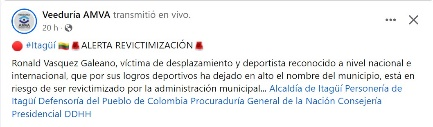 Veeduria AMVA transmitió en vivo.
20 h ·
#Itagüí ALERTA REVICTIMIZACIÓN
Ronald Vasquez Galeano, víctima de desplazamiento y deportista reconocido a nivel nacional e
internacional, que por sus logros deportivos ha dejado en alto el nombre del municipio, está en
riesgo de ser revictimizado por la administración municipal... Alcaldía de Itagüí Personería de
Itagüí Defensoría del Pueblo de Colombia Procuraduría General de la Nación Consejería
Presidencial DDHH